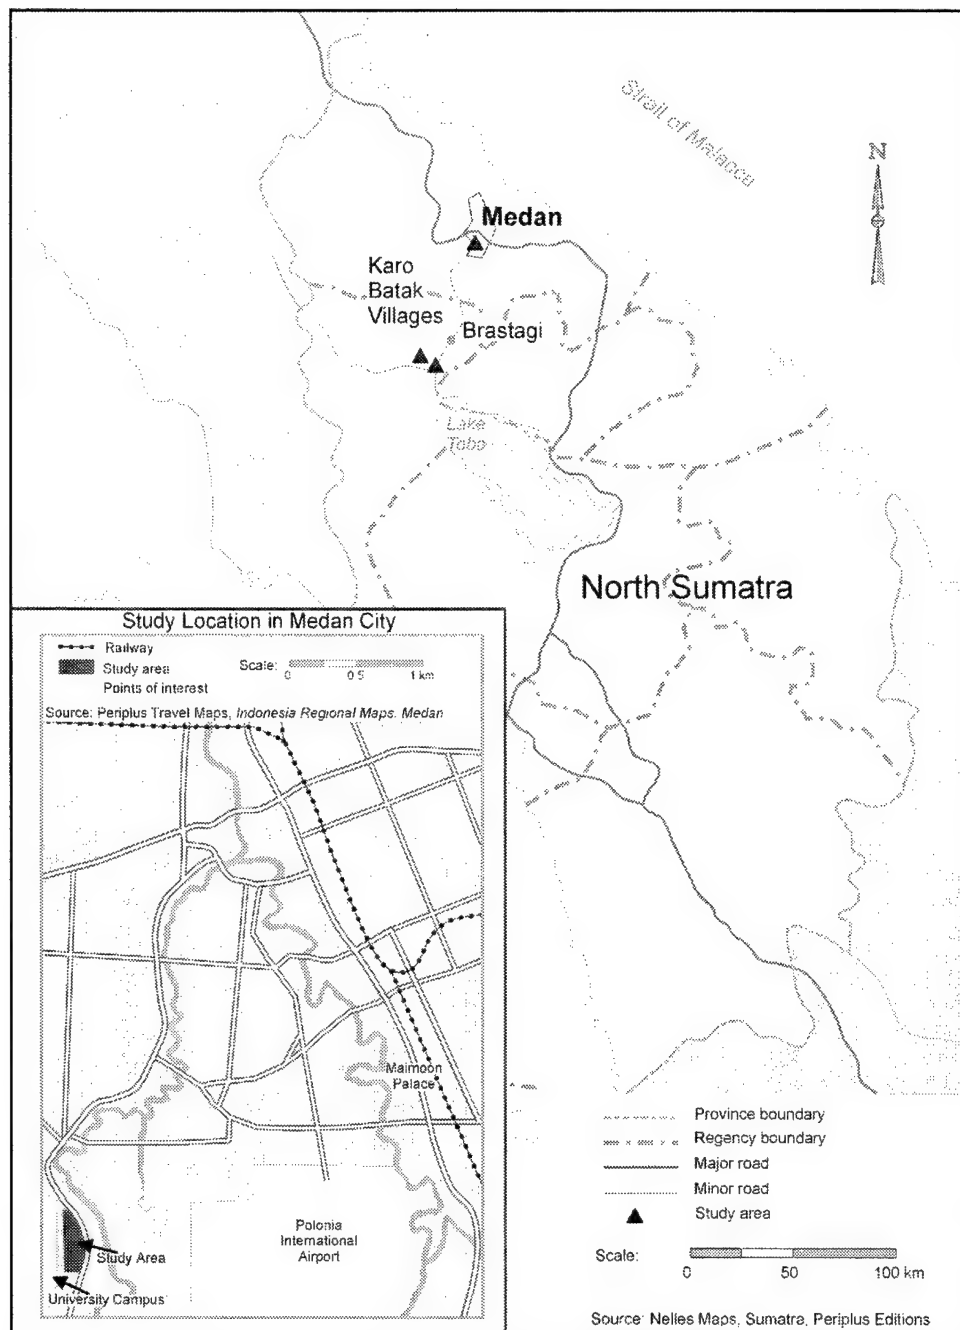 Strait of Malacca
N
Medan
Karo
Batak
Villages
Brastagi
Lake
Toba
North Sumatra
Study Location in Medan City
Railway
Study area
Points of interest
Scale:
0 0.5 1 km
Source: Periplus Travel Maps, Indonesia Regional Maps. Medan
Maimoon
Palace
Polonia
International
Airport
Study Area
University Campus
Province boundary
Regency boundary
Major road
Minor road
Study area
Scale:
0 50 100 km
Source: Nelles Maps, Sumatra, Periplus Editions